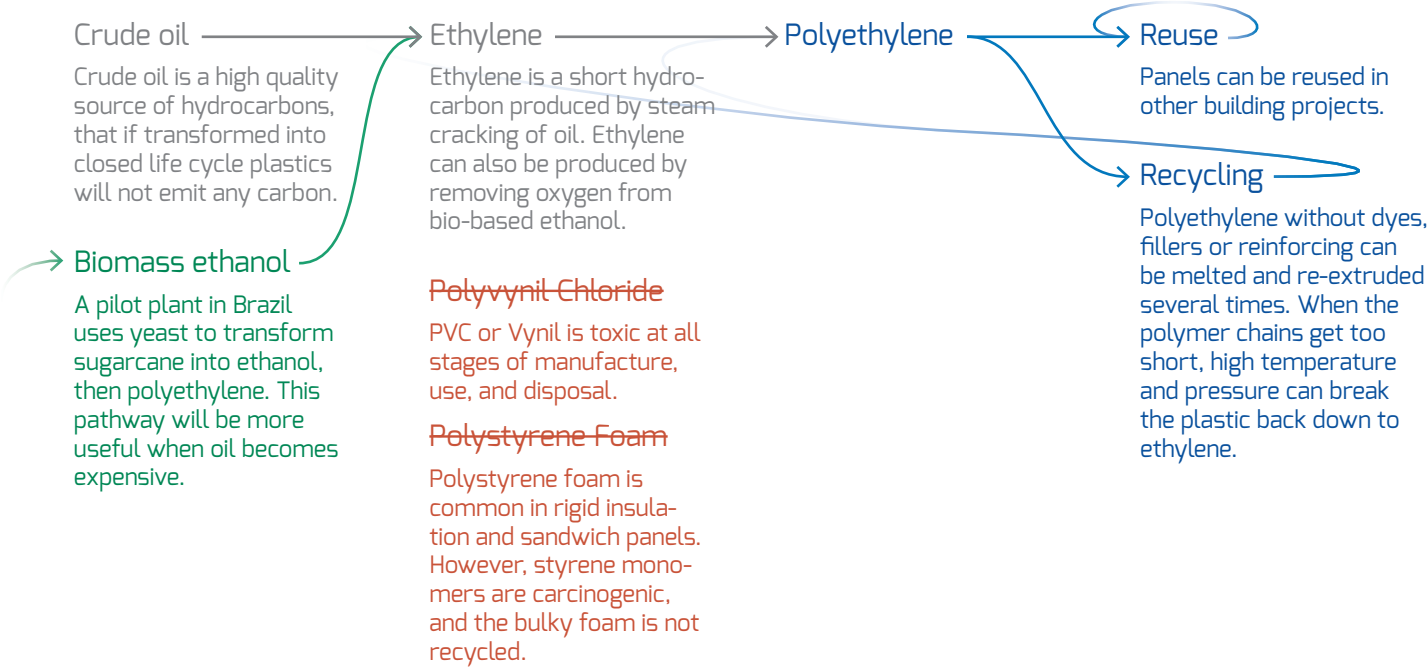 Crude oil
Crude oil is a high quality
source of hydrocarbons,
that if transformed into
closed life cycle plastics
will not emit any carbon.
Biomass ethanol
A pilot plant in Brazil
uses yeast to transform
sugarcane into ethanol,
then polyethylene. This
pathway will be more
useful when oil becomes
expensive.
Ethylene
Ethylene is a short hydro-
carbon produced by steam
cracking of oil. Ethylene
can also be produced by
removing oxygen from
bio-based ethanol.
Polyvynil Chloride
PVC or Vynil is toxic at all
stages of manufacture,
use, and disposal.
Polystyrene Foam
Polystyrene foam is
common in rigid insula-
tion and sandwich panels.
However, styrene mono-
mers are carcinogenic,
and the bulky foam is not
recycled.
Polyethylene
Reuse
Panels can be reused in
other building projects.
Recycling
Polyethylene without dyes,
fillers or reinforcing can
be melted and re-extruded
several times. When the
polymer chains get too
short, high temperature
and pressure can break
the plastic back down to
ethylene.